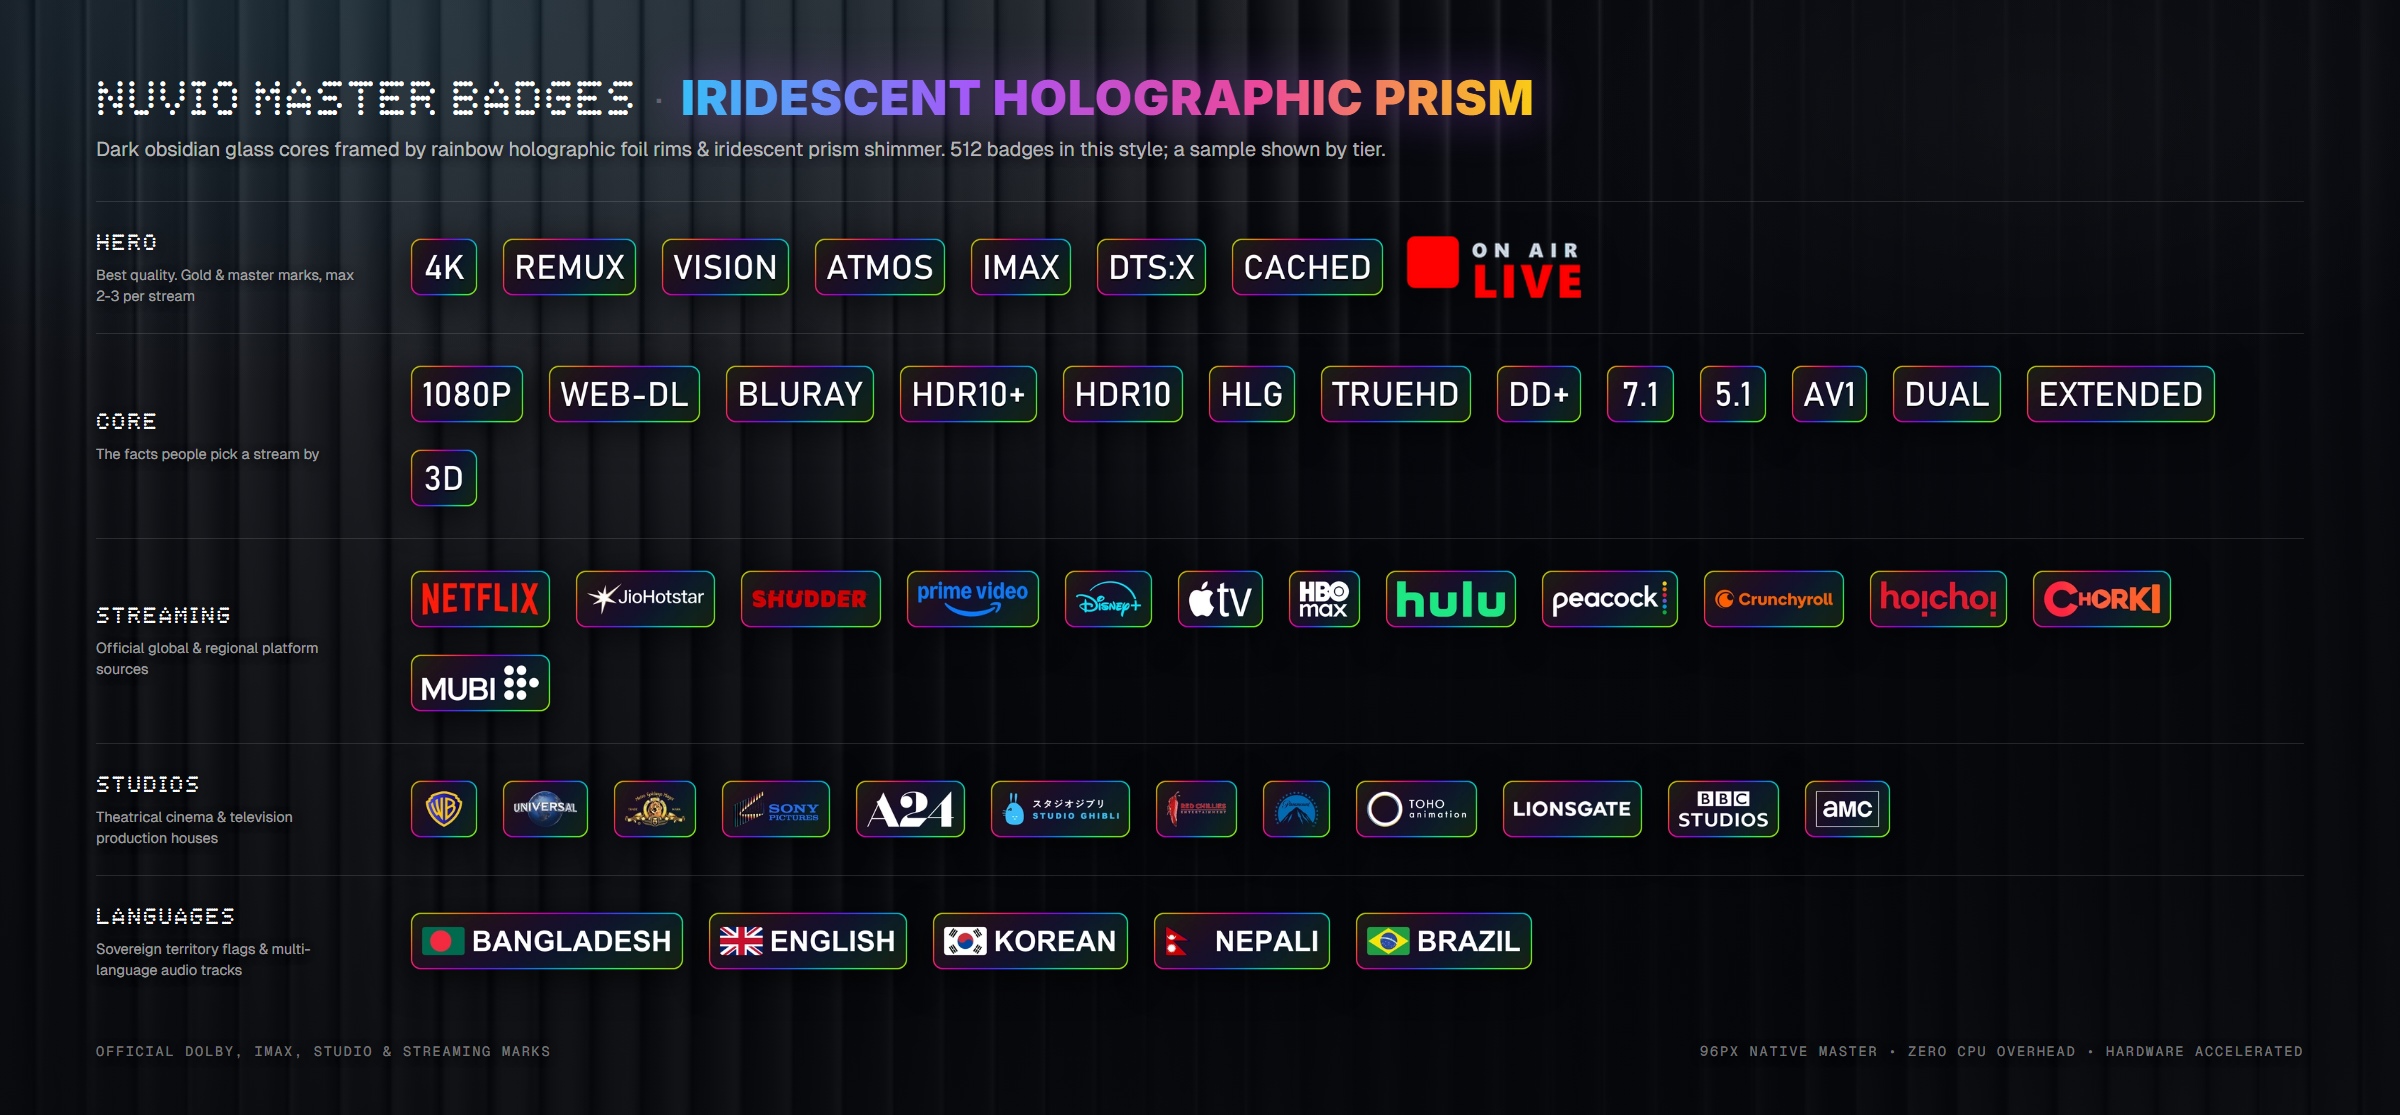 NUVIO MASTER BADGES · IRIDESCENT HOLOGRAPHIC PRISM
Dark obsidian glass cores framed by rainbow holographic foil rims & iridescent prism shimmer. 512 badges in this style; a sample shown by tier.
HERO
Best quality. Gold & master marks, max
2-3 per stream
4K REMUX VISION ATMOS IMAX DTS:X CACHED ON AIR
LIVE
CORE
The facts people pick a stream by
1080P WEB-DL BLURAY HDR10+ HDR10 HLG TRUEHD DD+ 7.1 5.1 AV1 DUAL EXTENDED
3D
STREAMING
Official global & regional platform
sources
NETFLIX JioHotstar SHUDDER prime video Disney+ tv HBO max hulu peacock Crunchyroll hoichoi CHORKI
MUBI
STUDIOS
Theatrical cinema & television
production houses
WB UNIVERSAL SONY PICTURES A24 スタジオジブリ STUDIO GHIBLI RED CHILLIES ENTERTAINMENT Paramount TOHO animation LIONSGATE BBC STUDIOS aMC
LANGUAGES
Sovereign territory flags & multi-
language audio tracks
BANGLADESH ENGLISH KOREAN NEPALI BRAZIL
OFFICIAL DOLBY, IMAX, STUDIO & STREAMING MARKS
96PX NATIVE MASTER • ZERO CPU OVERHEAD • HARDWARE ACCELERATED